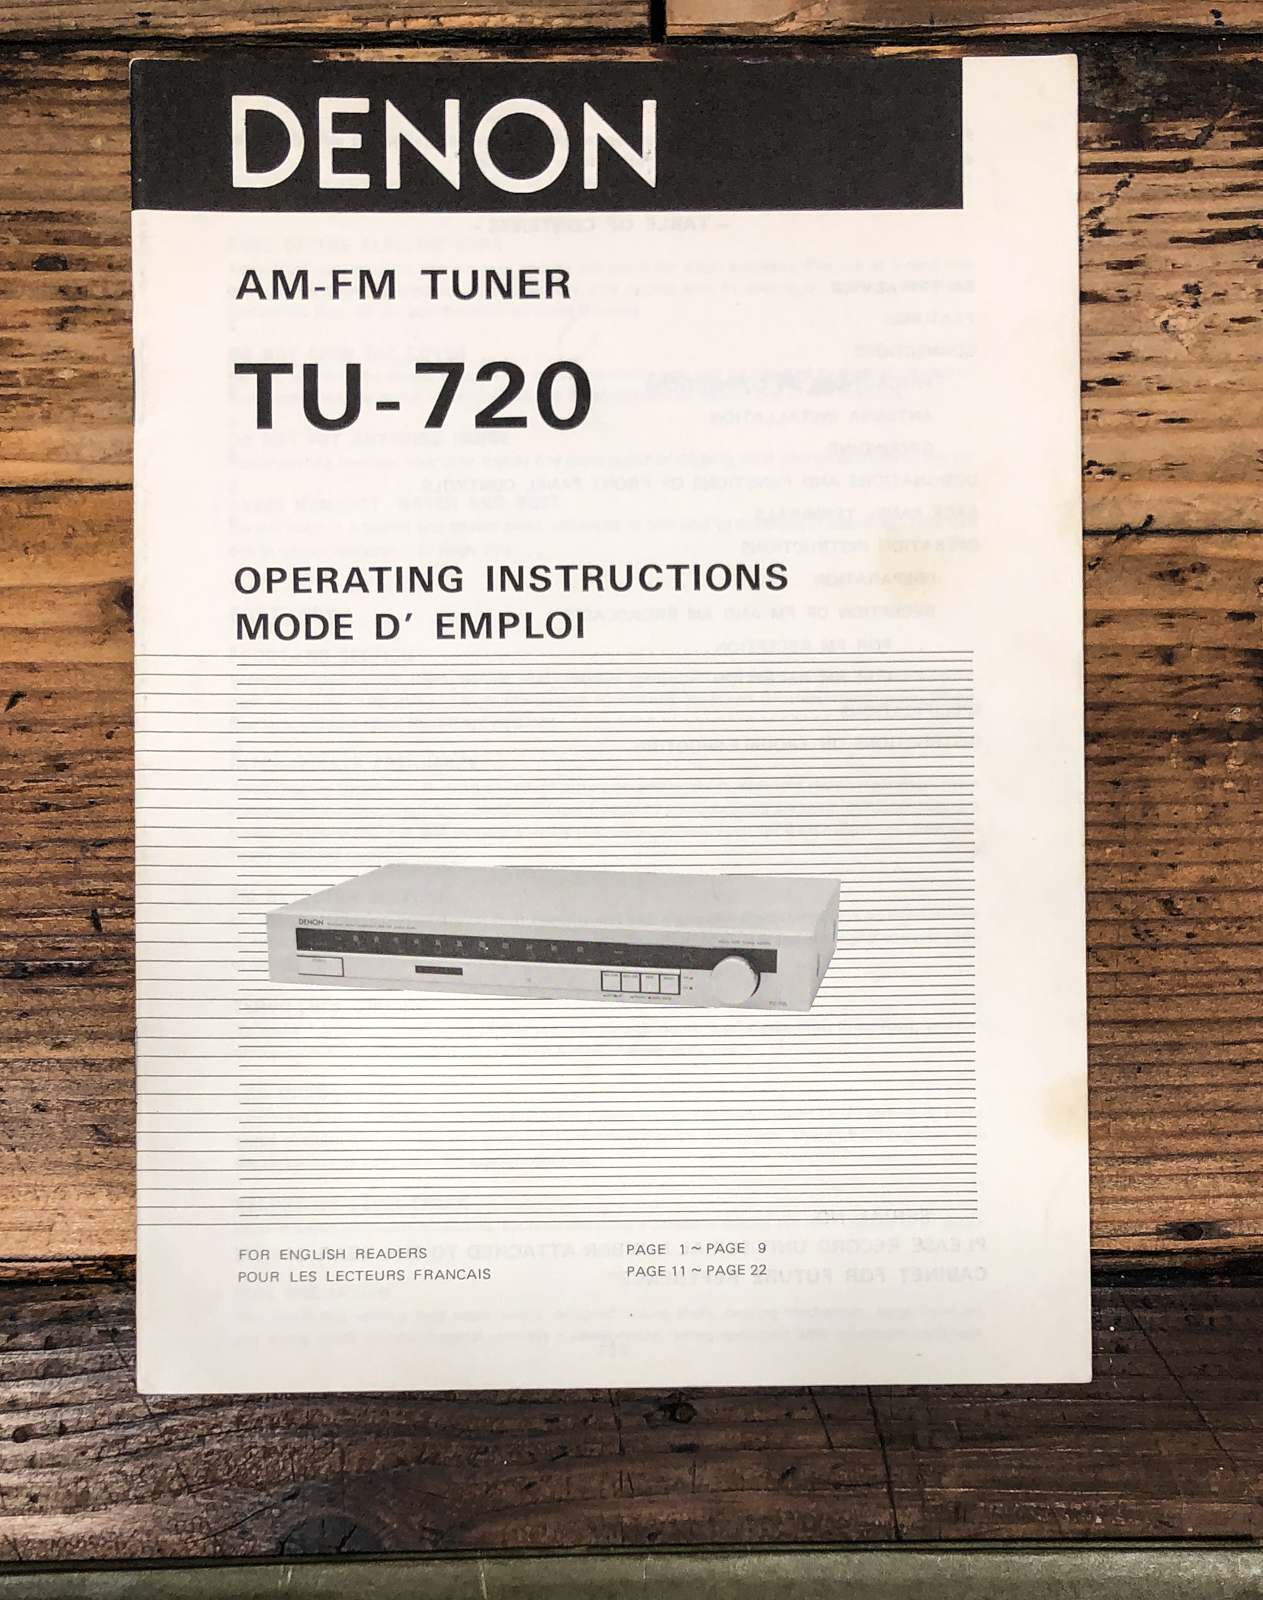 DENON
AM-FM TUNER
TU-720
OPERATING INSTRUCTIONS
MODE D' EMPLOI
DENON
FOR ENGLISH READERS PAGE 1 ~ PAGE 9
POUR LES LECTEURS FRANCAIS PAGE 11 ~ PAGE 22